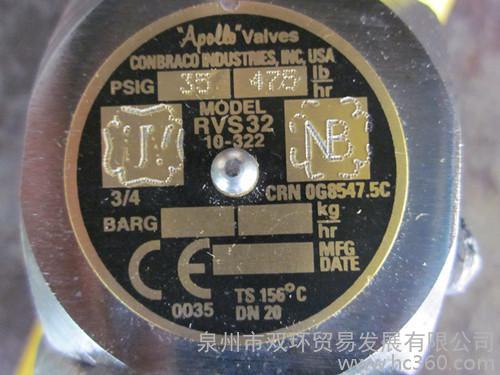 "Apollo" Valves
CONBRACO INDUSTRIES, INC, USA
PSIG 35 475 lb/hr
MODEL
RVS32
10-322
NB
3/4
CRN 0G8547.5C
BARG kg/hr
CE
MFG
DATE
0035
TS 156°C
DN 20
泉州市双环贸易发展有限公司
www.hc360.com